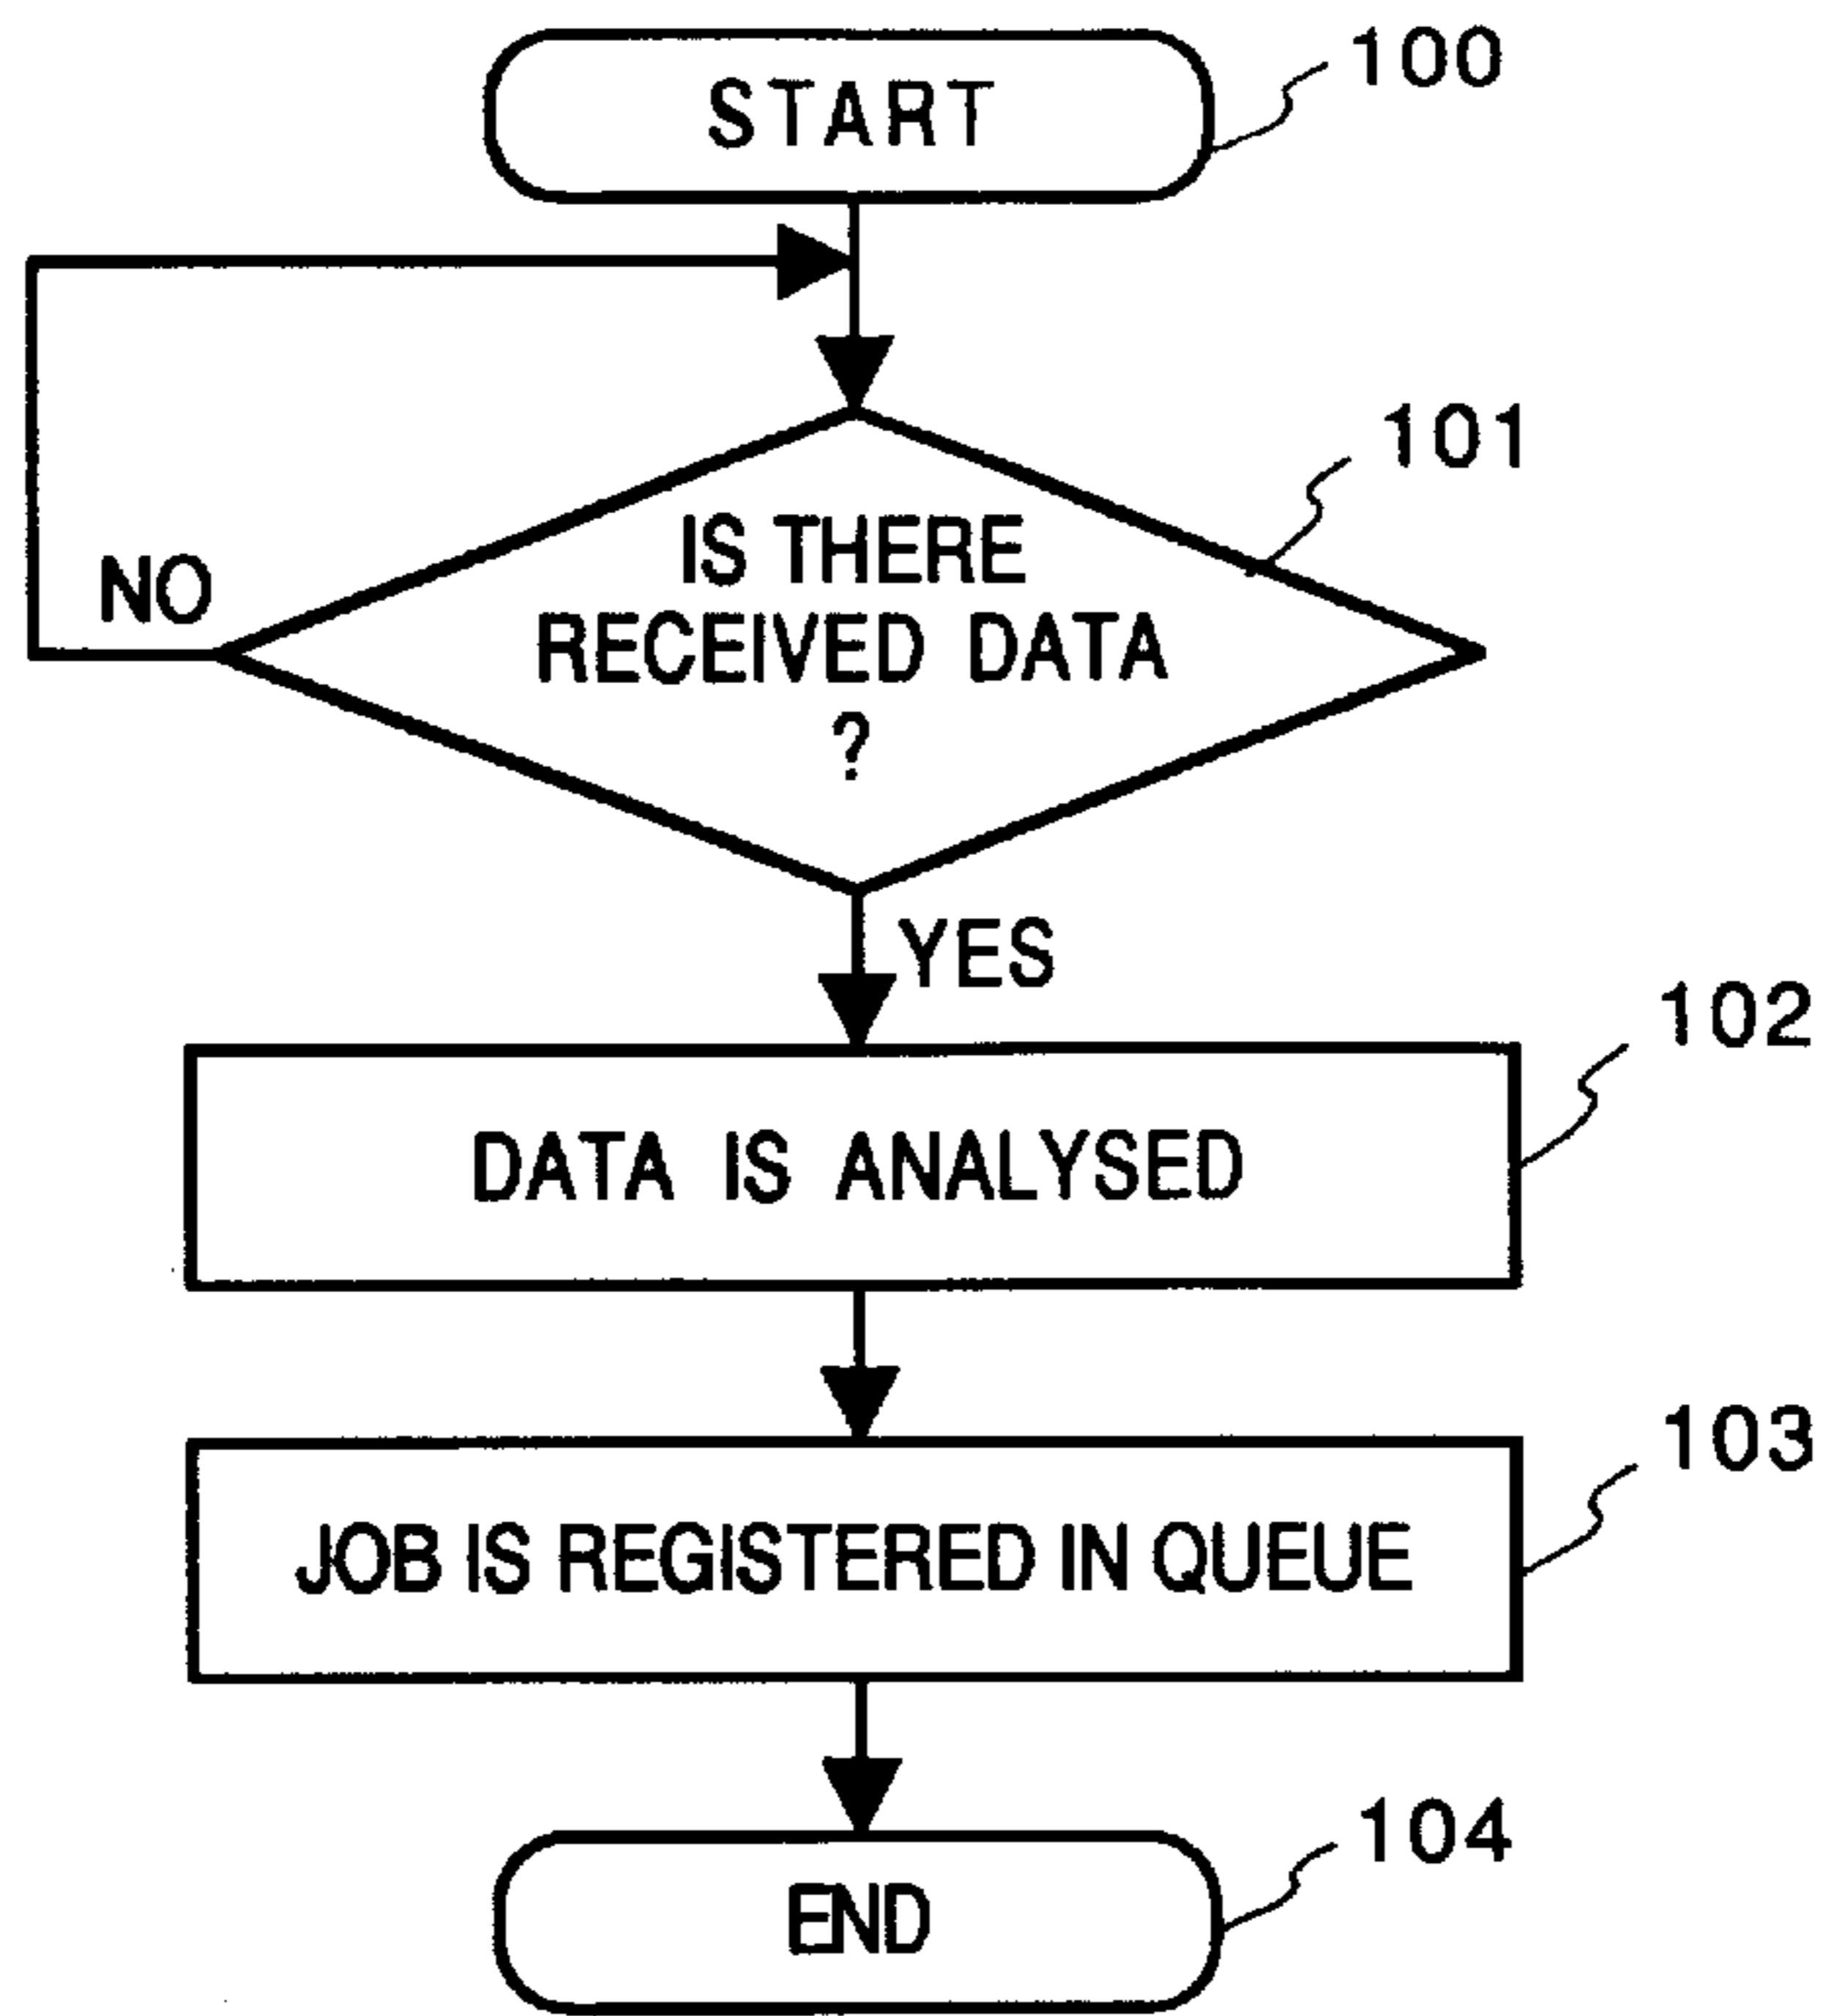 START
100
101
IS THERE
RECEIVED DATA
?
NO
YES
102
DATA IS ANALYSED
103
JOB IS REGISTERED IN QUEUE
104
END